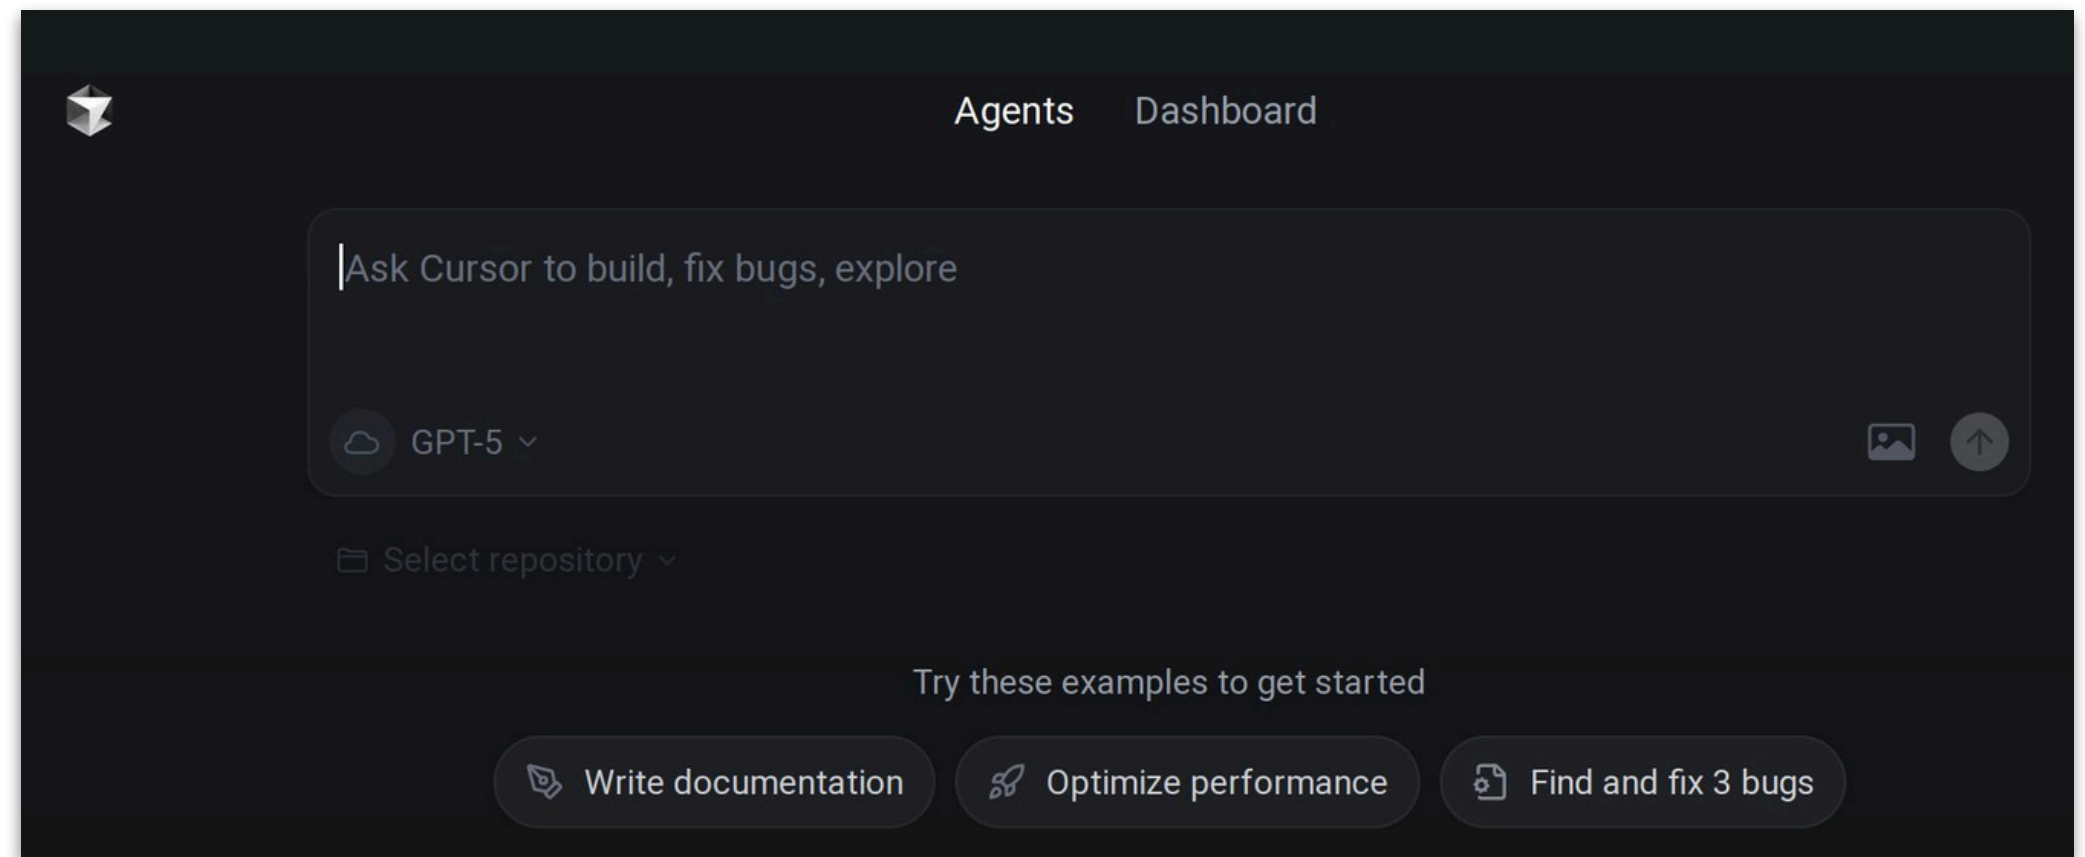 Agents Dashboard
Ask Cursor to build, fix bugs, explore
GPT-5
Select repository
Try these examples to get started
Write documentation Optimize performance Find and fix 3 bugs